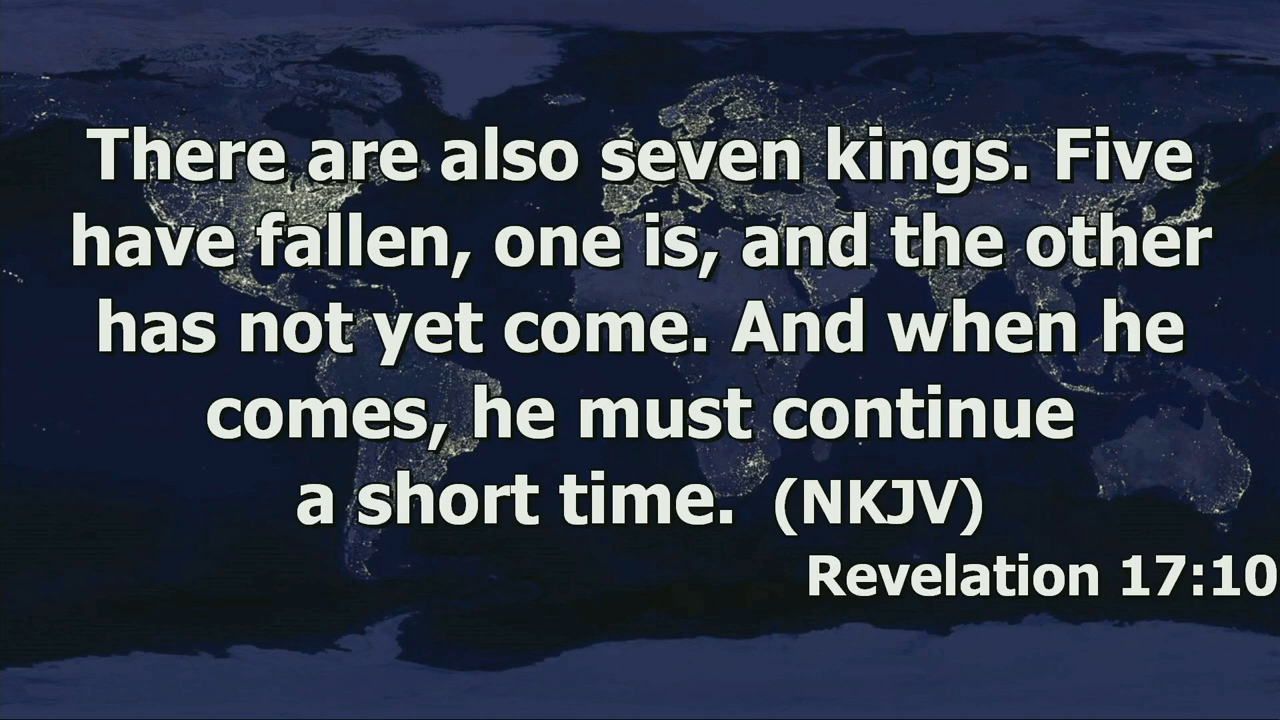 There are also seven kings. Five
have fallen, one is, and the other
has not yet come. And when he
comes, he must continue
a short time. (NKJV)
Revelation 17:10